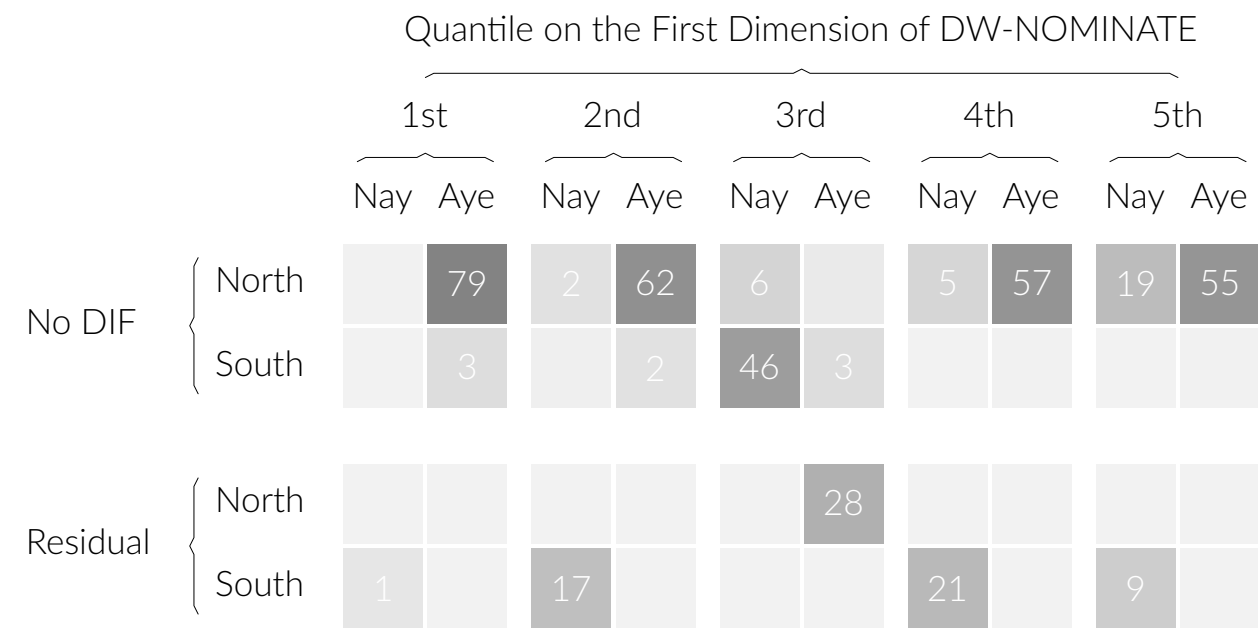 Quantile on the First Dimension of DW-NOMINATE
1st 2nd 3rd 4th 5th
Nay Aye Nay Aye Nay Aye Nay Aye Nay Aye
No DIF
North 79 2 62 6 5 57 19 55
South 3 2 46 3
Residual
North 28
South 1 17 21 9